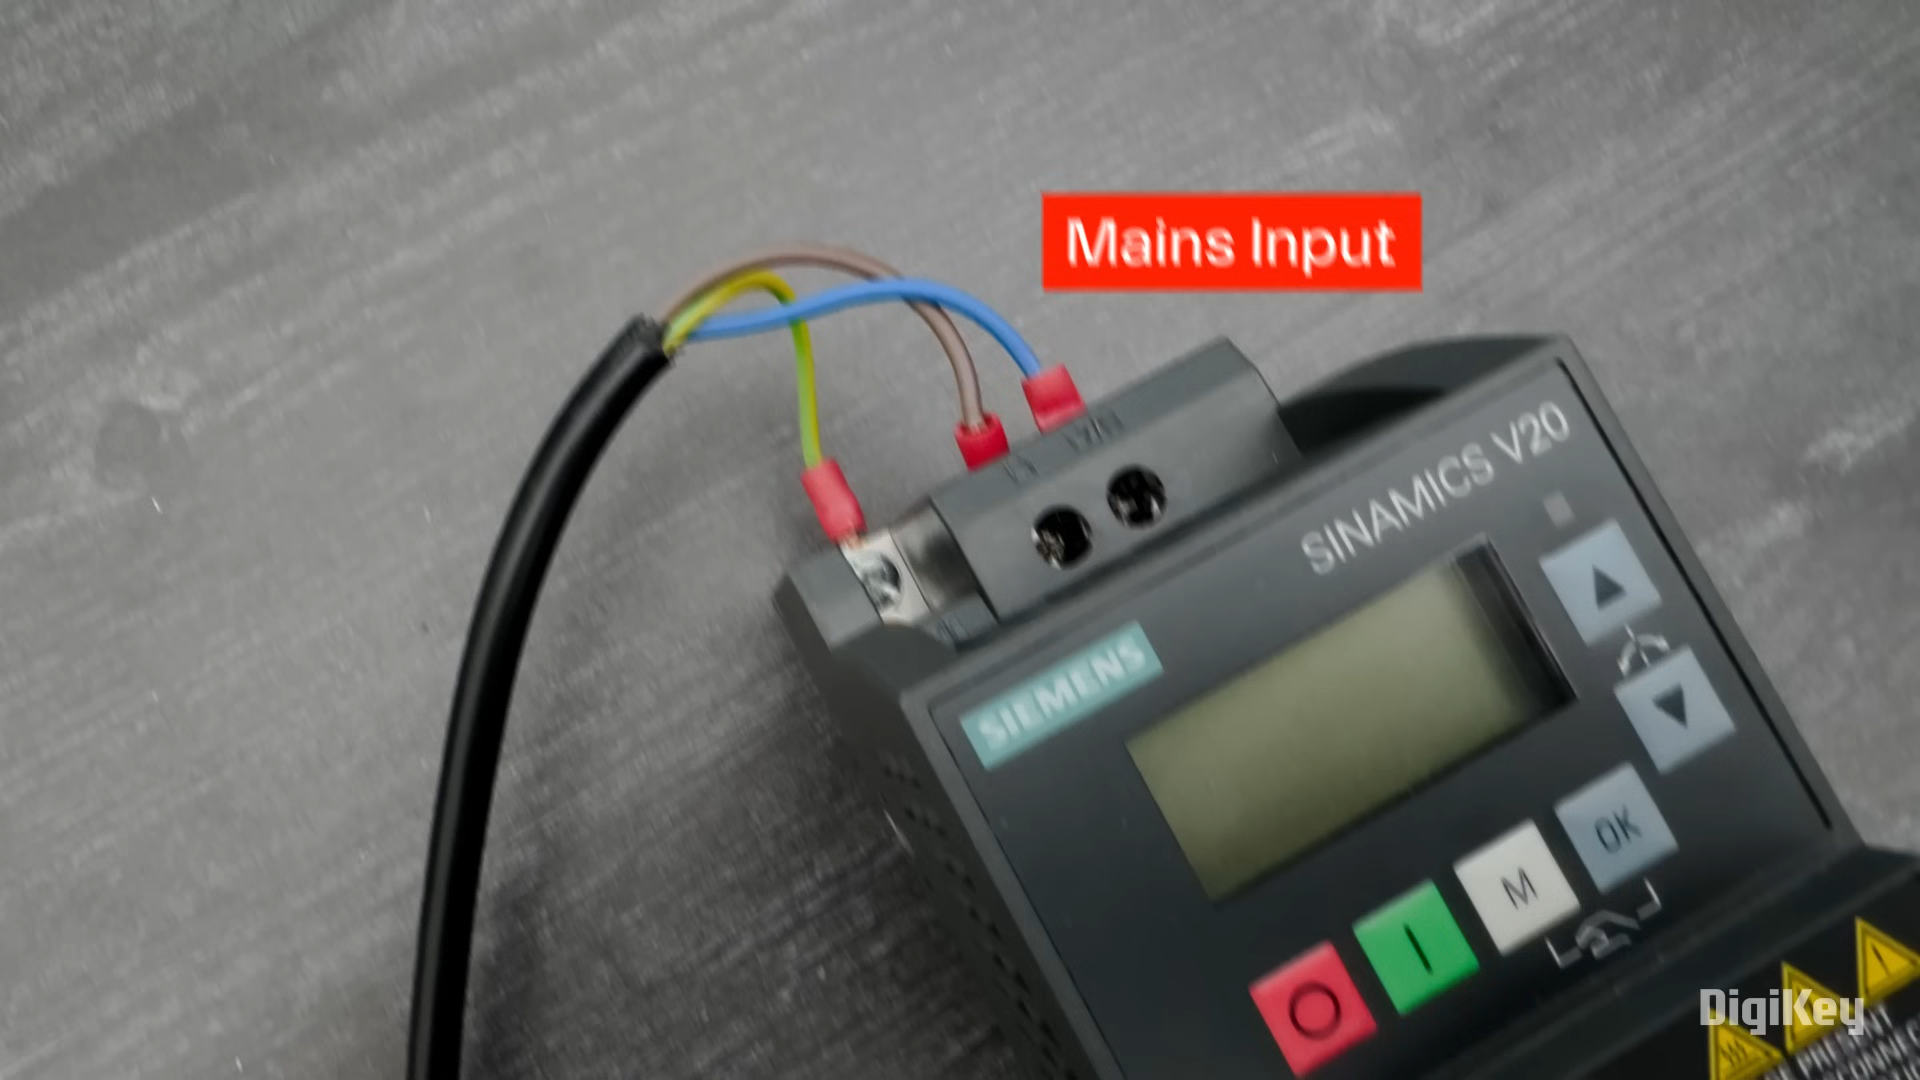 Mains Input
SINAMICS V20
SIEMENS
OK
M
DigiKey